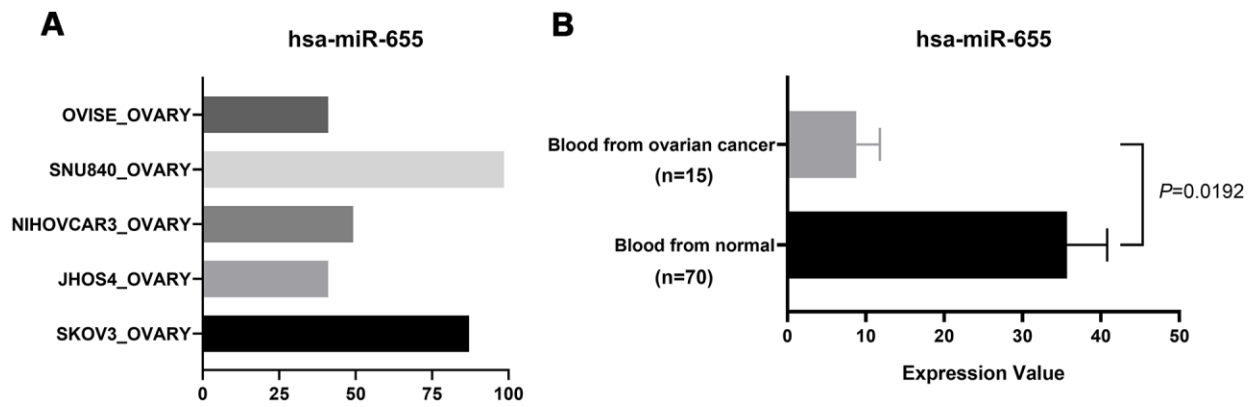 A
hsa-miR-655
OVISE_OVARY
SNU840_OVARY
NIHOVCAR3_OVARY
JHOS4_OVARY
SKOV3_OVARY
0 25 50 75 100
B
hsa-miR-655
Blood from ovarian cancer
(n=15)
Blood from normal
(n=70)
P=0.0192
0 10 20 30 40 50
Expression Value